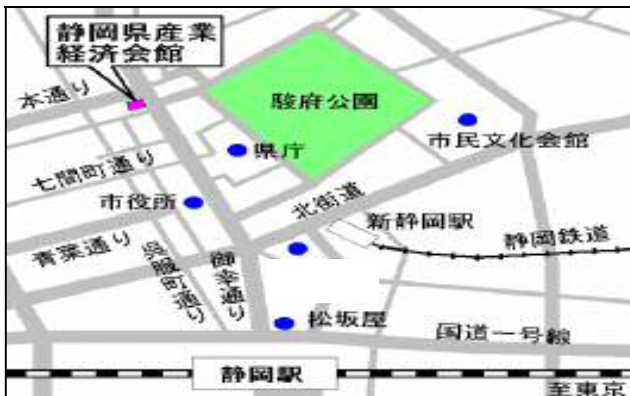 静岡県産業
経済会館
本通り
駿府公園
市民文化会館
県庁
七間町通り
市役所
北街道
新静岡駅
静岡鉄道
青葉通り
呉服町通り
御幸通り
松坂屋
国道一号線
静岡駅
至東京